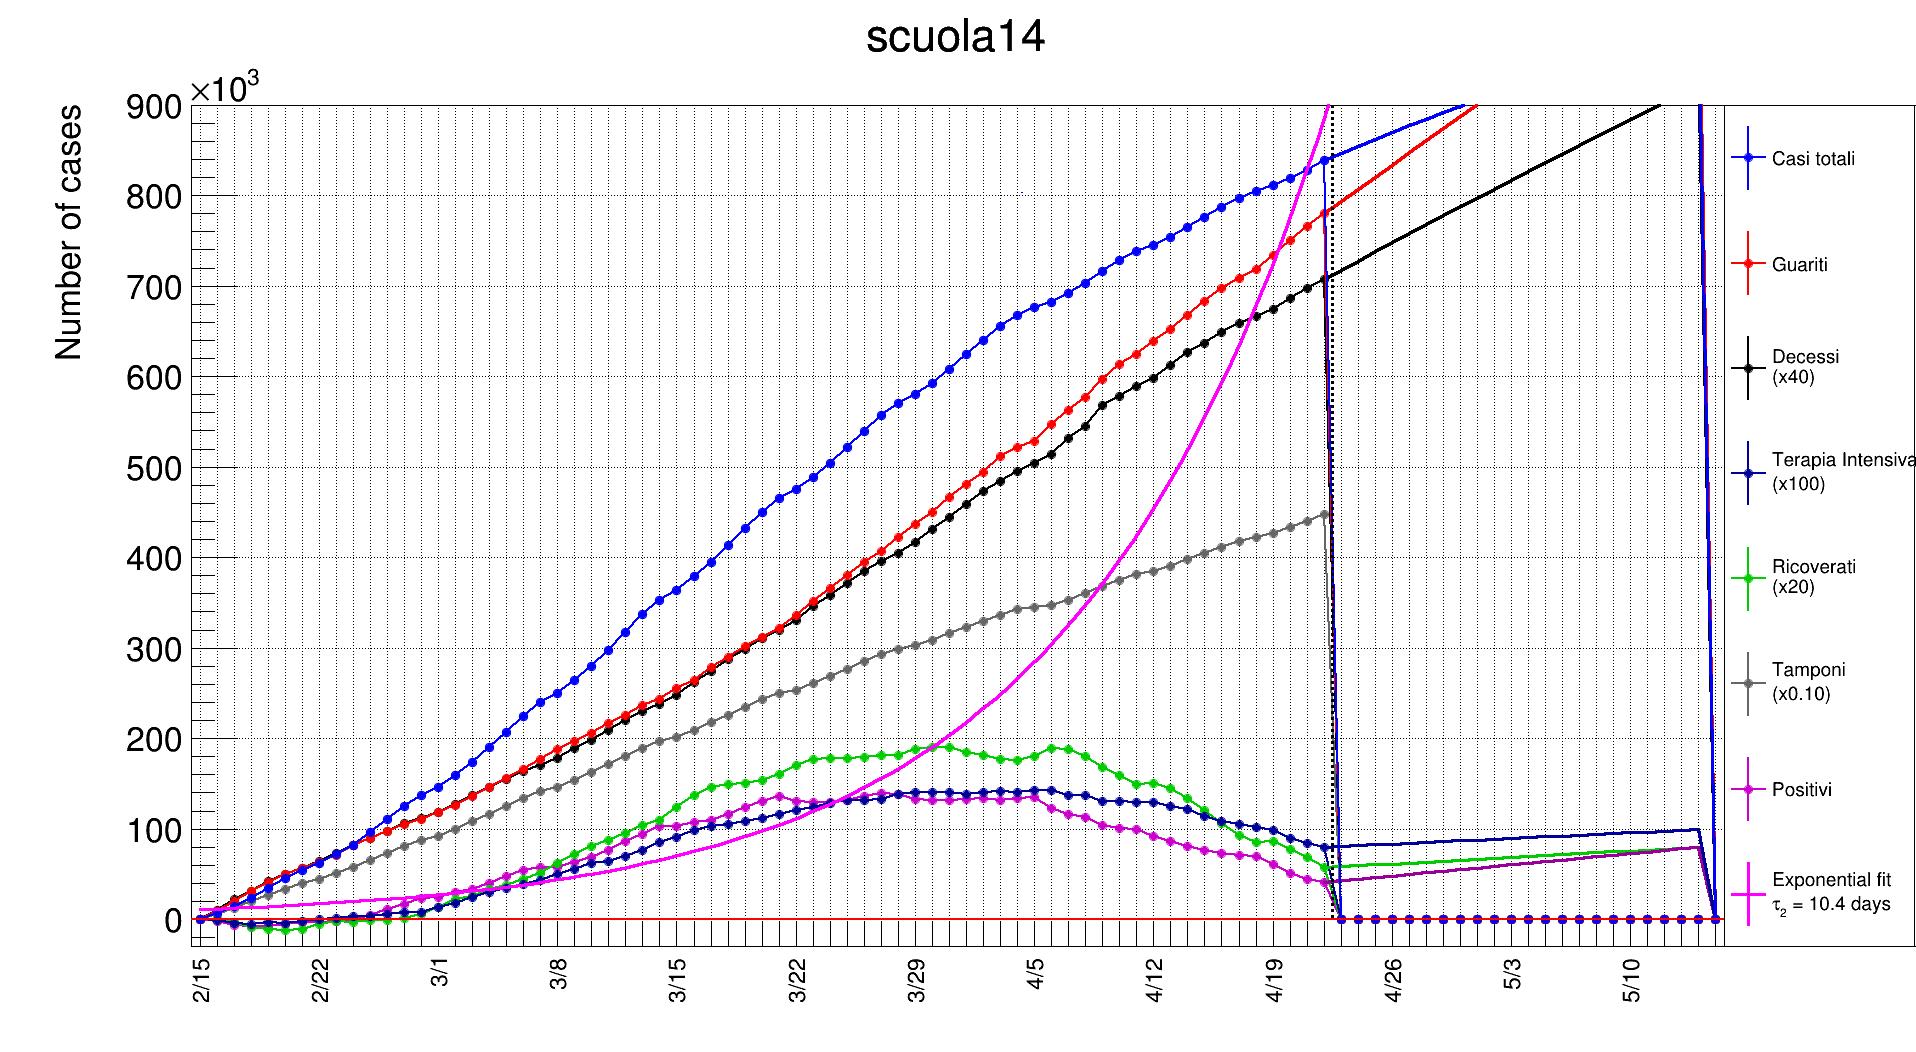 scuola14
×10³
Number of cases
900
800
700
600
500
400
300
200
100
0
2/15
2/22
3/1
3/8
3/15
3/22
3/29
4/5
4/12
4/19
4/26
5/3
5/10
Casi totali
Guariti
Decessi
(x40)
Terapia Intensiva
(x100)
Ricoverati
(x20)
Tamponi
(x0.10)
Positivi
Exponential fit
τ₂ = 10.4 days